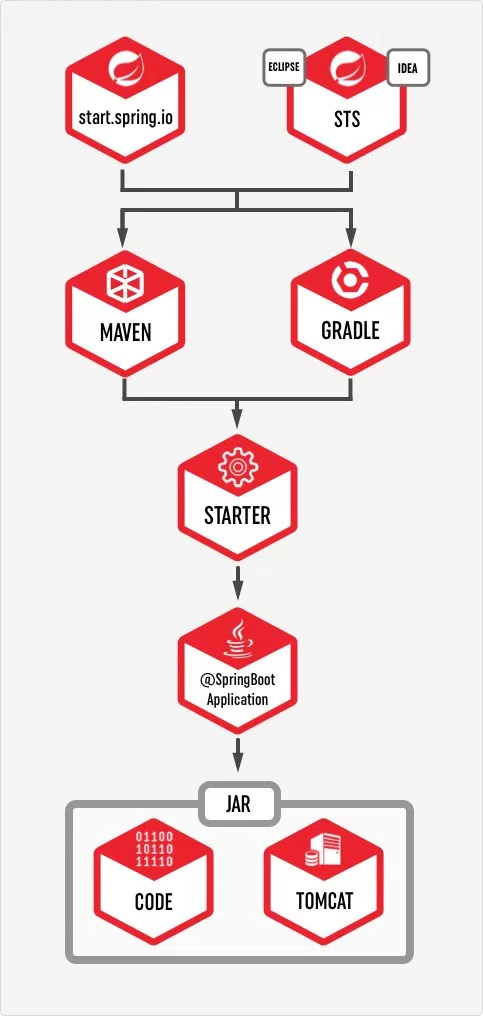 start.spring.io
ECLIPSE
IDEA
STS
MAVEN
GRADLE
STARTER
@SpringBoot
Application
JAR
01100
10110
11110
CODE
TOMCAT